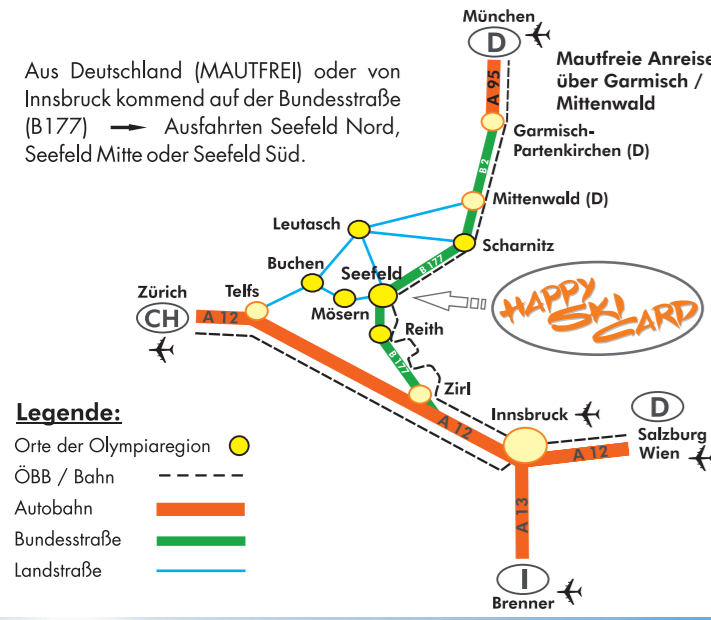 München
D
Mautfreie Anreise
über Garmisch /
Mittenwald
Aus Deutschland (MAUTFREI) oder von
Innsbruck kommend auf der Bundesstraße
(B177) → Ausfahrten Seefeld Nord,
Seefeld Mitte oder Seefeld Süd.
A 95
Garmisch-
Partenkirchen (D)
B 2
Mittenwald (D)
Leutasch
Scharnitz
Buchen
Seefeld
B 177
Zürich
CH
Telfs
Mösern
HAPPY
SKI
CARD
A 12
Reith
B 177
Zirl
Innsbruck
D
Salzburg
Wien
A 12
A 12
A 13
I
Brenner
Legende:
Orte der Olympiaregion
ÖBB / Bahn
Autobahn
Bundesstraße
Landstraße